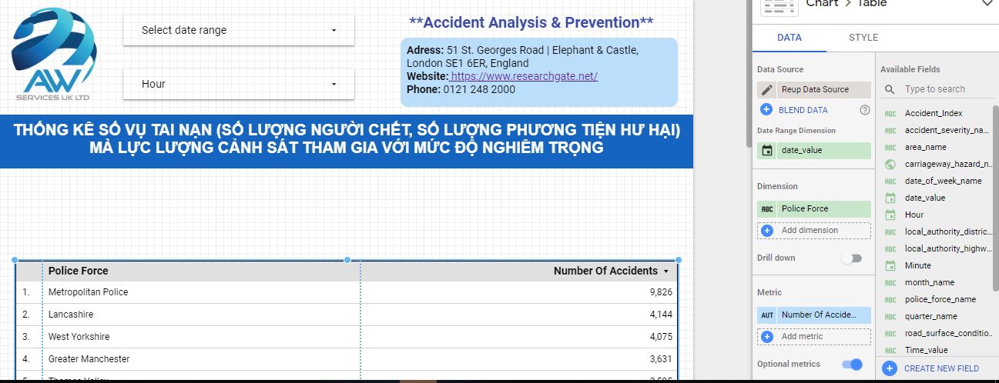 AW
SERVICES UK LTD
Select date range
Hour
**Accident Analysis & Prevention**
Adress: 51 St. Georges Road | Elephant & Castle,
London SE1 6ER, England
Website: https://www.researchgate.net/
Phone: 0121 248 2000
THỐNG KÊ SỐ VỤ TAI NẠN (SỐ LƯỢNG NGƯỜI CHẾT, SỐ LƯỢNG PHƯƠNG TIỆN HƯ HẠI)
MÀ LỰC LƯỢNG CẢNH SÁT THAM GIA VỚI MỨC ĐỘ NGHIÊM TRỌNG
Police Force Number Of Accidents
1. Metropolitan Police 9,826
2. Lancashire 4,144
3. West Yorkshire 4,075
4. Greater Manchester 3,631
5. Thames Valley 3,595
Chart > Table
DATA STYLE
Data Source
Reup Data Source
BLEND DATA
Date Range Dimension
date_value
Dimension
ABC Police Force
Add dimension
Drill down
Metric
AUT Number Of Accide...
Add metric
Optional metrics
Available Fields
Type to search
ABC Accident_Index
ABC accident_severity_na...
ABC area_name
carriageway_hazard_n...
ABC date_of_week_name
date_value
Hour
ABC local_authority_distric...
ABC local_authority_highw...
Minute
ABC month_name
ABC police_force_name
ABC quarter_name
ABC road_surface_conditio...
ABC Time_value
CREATE NEW FIELD